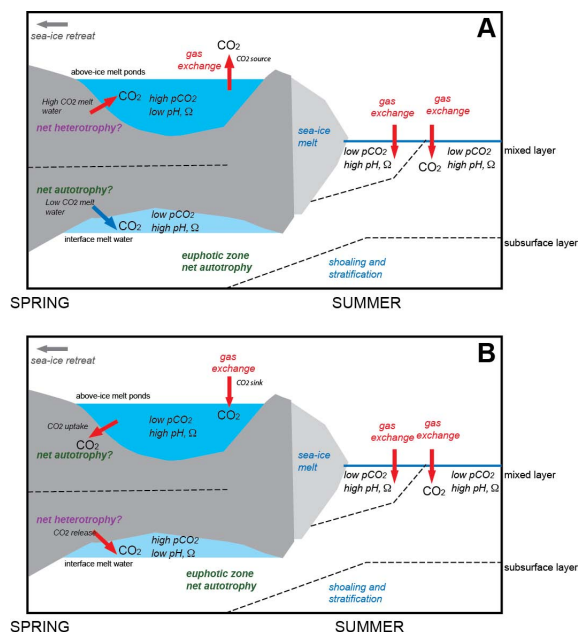 A
sea-ice retreat
CO2
CO2 source
gas
exchange
above-ice melt ponds
High CO2 melt
water
CO2
high pCO2
low pH, Ω
net heterotrophy?
sea-ice
melt
gas
exchange
gas
exchange
low pCO2
high pH, Ω
CO2
low pCO2
high pH, Ω
mixed layer
net autotrophy?
Low CO2 melt
water
CO2
low pCO2
high pH, Ω
interface melt water
euphotic zone
net autotrophy
shoaling and
stratification
subsurface layer
SPRING
SUMMER
B
sea-ice retreat
gas
exchange
CO2 sink
above-ice melt ponds
CO2
CO2 uptake
CO2
low pCO2
high pH, Ω
net autotrophy?
sea-ice
melt
gas
exchange
gas
exchange
low pCO2
high pH, Ω
CO2
low pCO2
high pH, Ω
mixed layer
net heterotrophy?
CO2 release
CO2
high pCO2
low pH, Ω
interface melt water
euphotic zone
net autotrophy
shoaling and
stratification
subsurface layer
SPRING
SUMMER